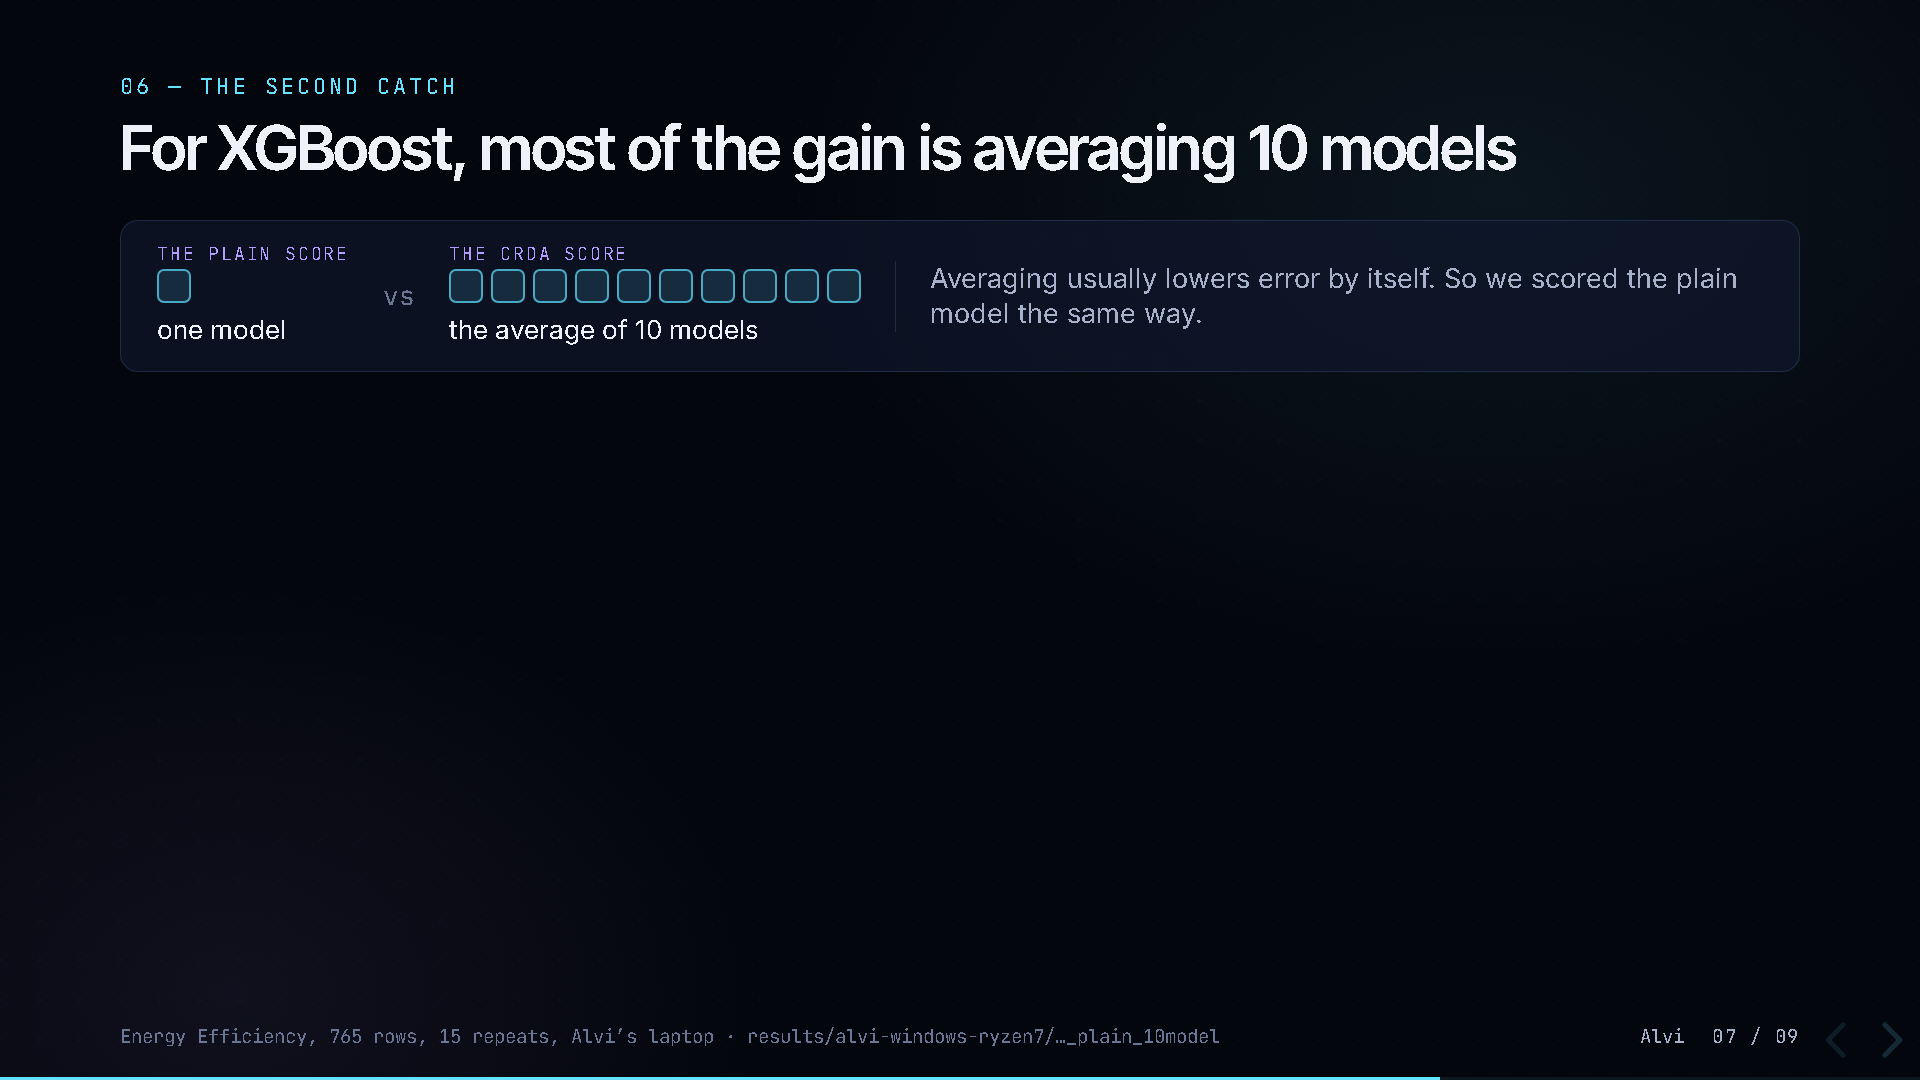 06 — THE SECOND CATCH
For XGBoost, most of the gain is averaging 10 models
THE PLAIN SCORE
one model
vs
THE CRDA SCORE
the average of 10 models
Averaging usually lowers error by itself. So we scored the plain
model the same way.
Energy Efficiency, 765 rows, 15 repeats, Alvi’s laptop · results/alvi-windows-ryzen7/…_plain_10model
Alvi 07 / 09